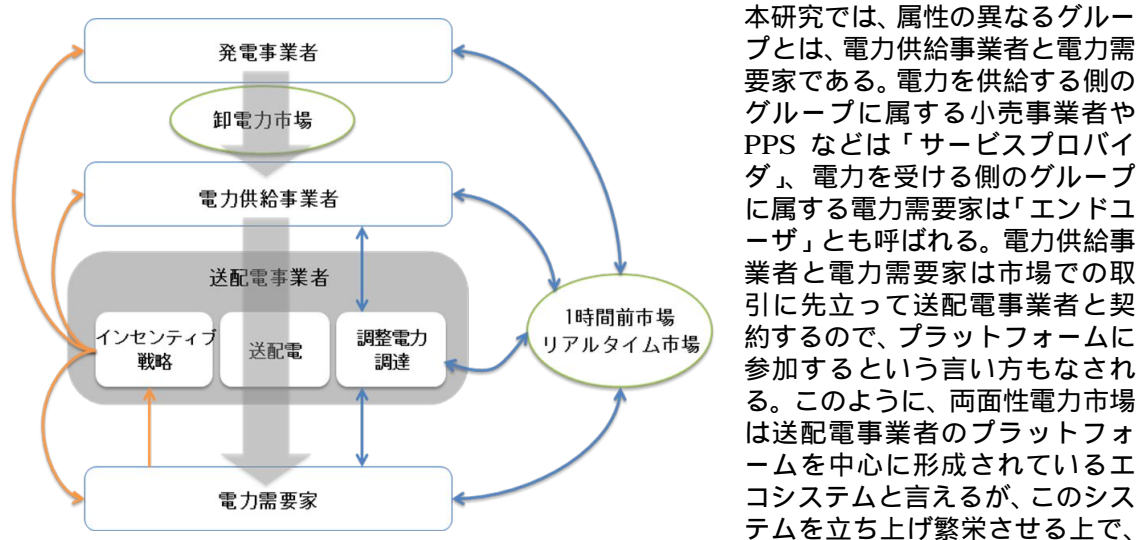 発電事業者
卸電力市場
電力供給事業者
送配電事業者
インセンティブ
戦略
送配電
調整電力
調達
1時間前市場
リアルタイム市場
電力需要家
本研究では、属性の異なるグルー
プとは、電力供給事業者と電力需
要家である。電力を供給する側の
グループに属する小売事業者や
PPS などは「サービスプロバイ
ダ」、電力を受ける側のグループ
に属する電力需要家は「エンドユ
ーザ」とも呼ばれる。電力供給事
業者と電力需要家は市場での取
引に先立って送配電事業者と契
約するので、プラットフォームに
参加するという言い方もなされ
る。このように、両面性電力市場
は送配電事業者のプラットフォ
ームを中心に形成されているエ
コシステムと言えるが、このシス
テムを立ち上げ繁栄させる上で、